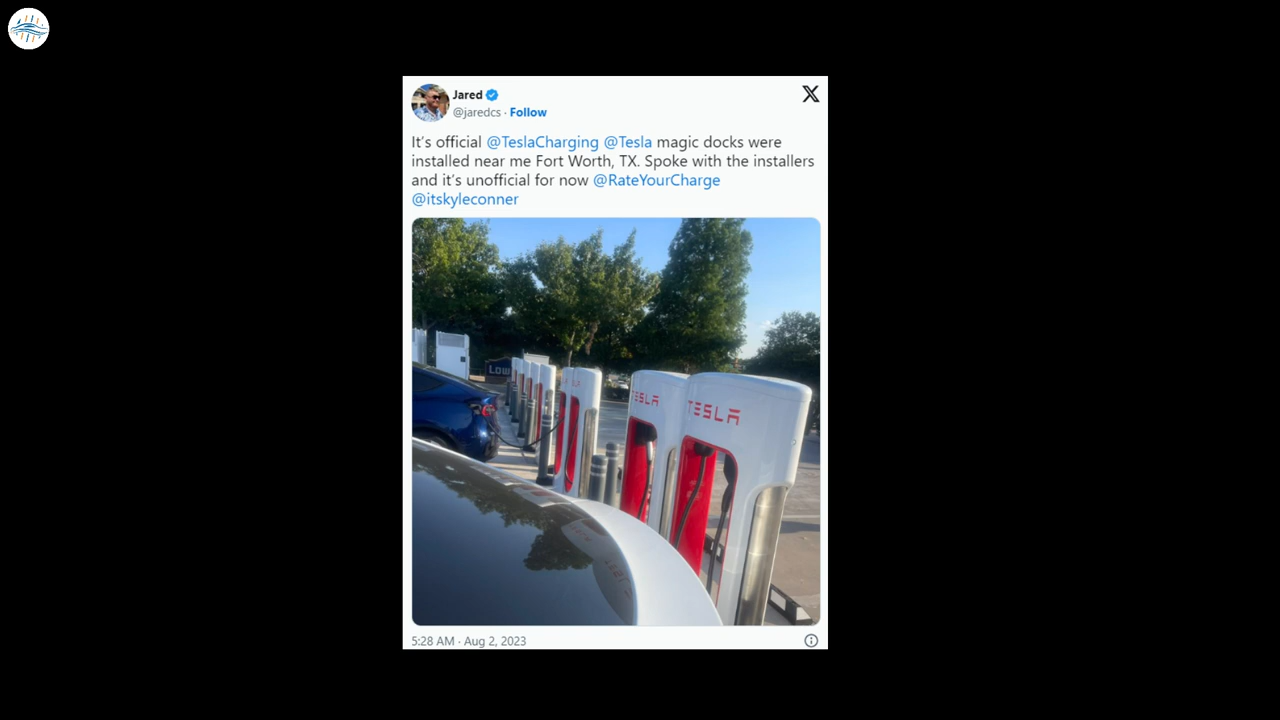 Jared
@jaredcs · Follow
It's official @TeslaCharging @Tesla magic docks were
installed near me Fort Worth, TX. Spoke with the installers
and it's unofficial for now @RateYourCharge
@itskyleconner
LOW
TESLA
TESLA
5:28 AM · Aug 2, 2023